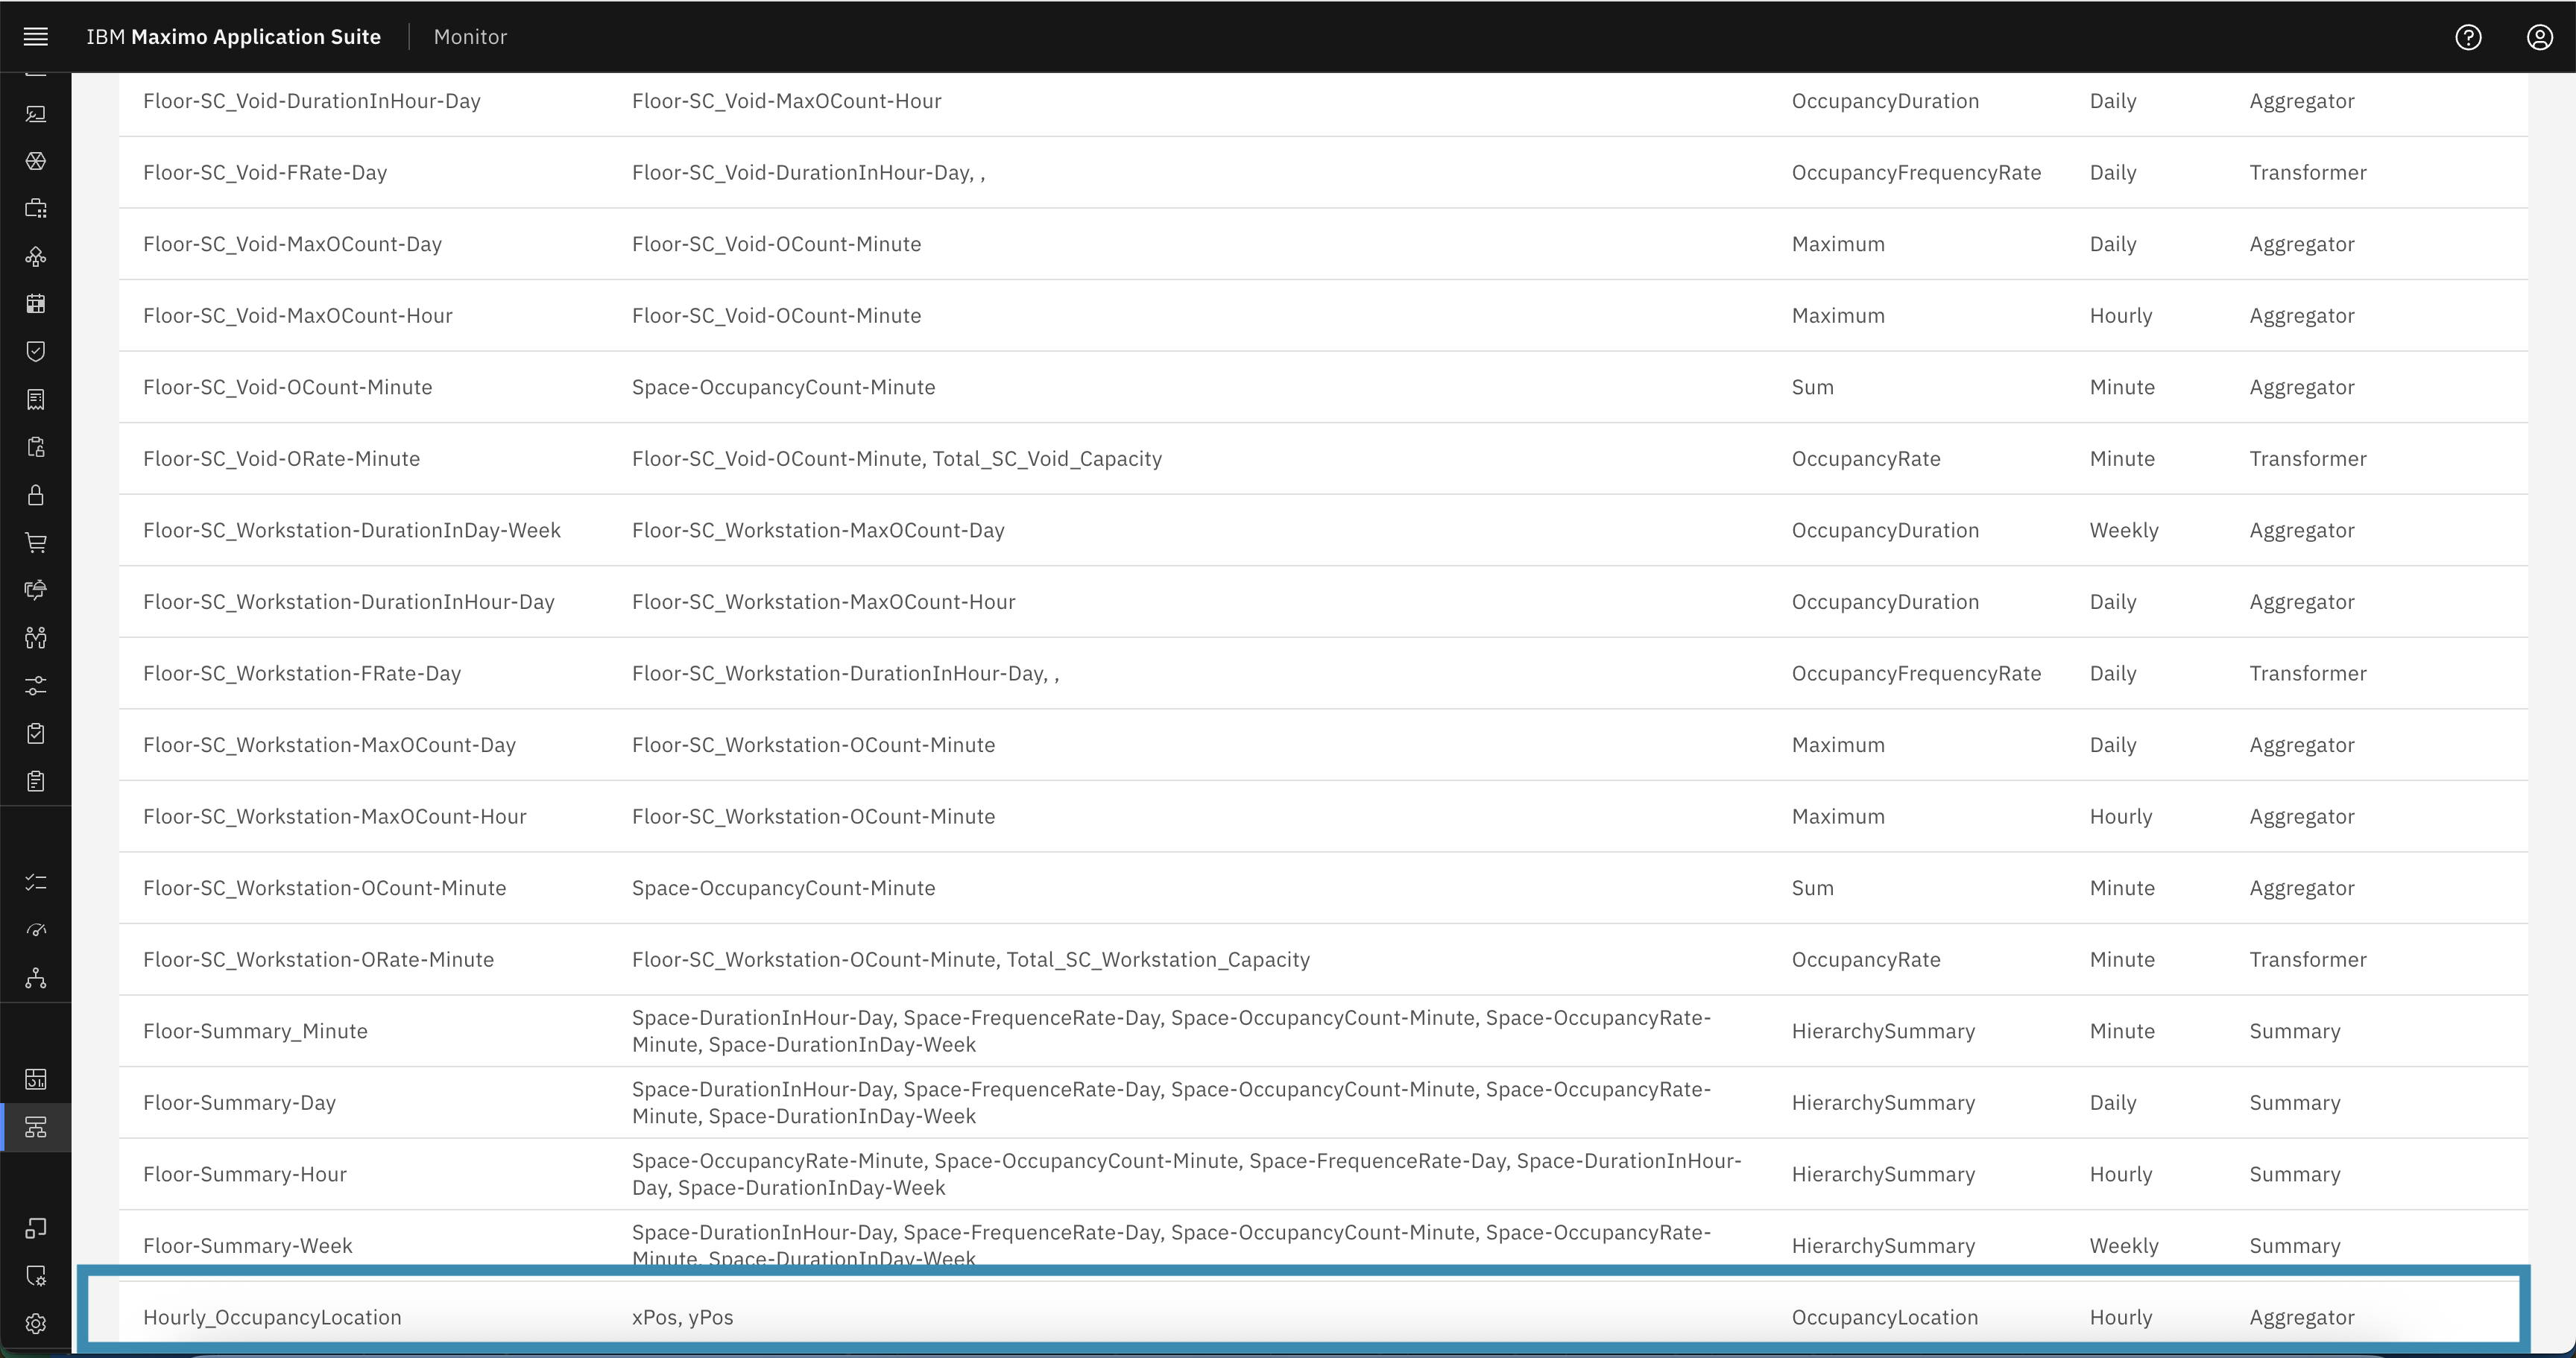 IBM Maximo Application Suite Monitor
Floor-SC_Void-DurationInHour-Day Floor-SC_Void-MaxOCount-Hour OccupancyDuration Daily Aggregator
Floor-SC_Void-FRate-Day Floor-SC_Void-DurationInHour-Day, , OccupancyFrequencyRate Daily Transformer
Floor-SC_Void-MaxOCount-Day Floor-SC_Void-OCount-Minute Maximum Daily Aggregator
Floor-SC_Void-MaxOCount-Hour Floor-SC_Void-OCount-Minute Maximum Hourly Aggregator
Floor-SC_Void-OCount-Minute Space-OccupancyCount-Minute Sum Minute Aggregator
Floor-SC_Void-ORate-Minute Floor-SC_Void-OCount-Minute, Total_SC_Void_Capacity OccupancyRate Minute Transformer
Floor-SC_Workstation-DurationInDay-Week Floor-SC_Workstation-MaxOCount-Day OccupancyDuration Weekly Aggregator
Floor-SC_Workstation-DurationInHour-Day Floor-SC_Workstation-MaxOCount-Hour OccupancyDuration Daily Aggregator
Floor-SC_Workstation-FRate-Day Floor-SC_Workstation-DurationInHour-Day, , OccupancyFrequencyRate Daily Transformer
Floor-SC_Workstation-MaxOCount-Day Floor-SC_Workstation-OCount-Minute Maximum Daily Aggregator
Floor-SC_Workstation-MaxOCount-Hour Floor-SC_Workstation-OCount-Minute Maximum Hourly Aggregator
Floor-SC_Workstation-OCount-Minute Space-OccupancyCount-Minute Sum Minute Aggregator
Floor-SC_Workstation-ORate-Minute Floor-SC_Workstation-OCount-Minute, Total_SC_Workstation_Capacity OccupancyRate Minute Transformer
Floor-Summary_Minute Space-DurationInHour-Day, Space-FrequenceRate-Day, Space-OccupancyCount-Minute, Space-OccupancyRate-
Minute, Space-DurationInDay-Week HierarchySummary Minute Summary
Floor-Summary-Day Space-DurationInHour-Day, Space-FrequenceRate-Day, Space-OccupancyCount-Minute, Space-OccupancyRate-
Minute, Space-DurationInDay-Week HierarchySummary Daily Summary
Floor-Summary-Hour Space-OccupancyRate-Minute, Space-OccupancyCount-Minute, Space-FrequenceRate-Day, Space-DurationInHour-
Day, Space-DurationInDay-Week HierarchySummary Hourly Summary
Floor-Summary-Week Space-DurationInHour-Day, Space-FrequenceRate-Day, Space-OccupancyCount-Minute, Space-OccupancyRate-
Minute, Space-DurationInDay-Week HierarchySummary Weekly Summary
Hourly_OccupancyLocation xPos, yPos OccupancyLocation Hourly Aggregator